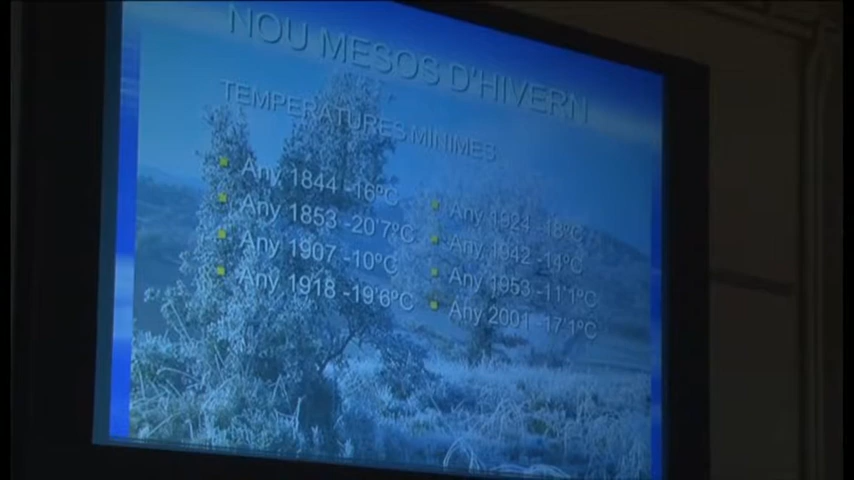 NOU MESOS D'HIVERN
TEMPERATURES MÍNIMES
Any 1844 -16ºC
Any 1853 -20'7ºC
Any 1907 -10ºC
Any 1918 -19'6ºC
Any 1924 -18ºC
Any 1942 -14ºC
Any 1953 -11'1ºC
Any 2001 -17'1ºC